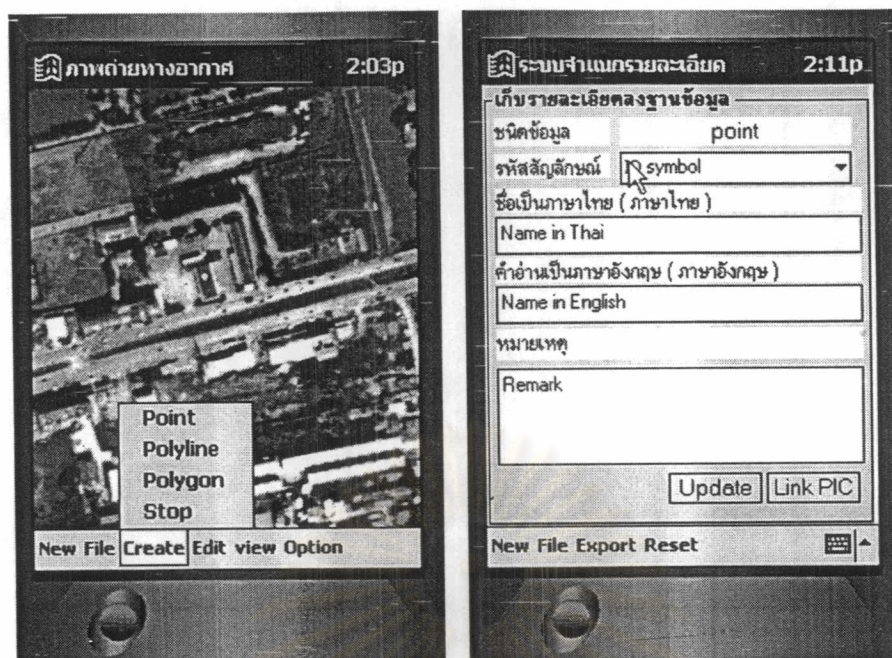 ภาพถ่ายทางอากาศ 2:03p
Point
Polyline
Polygon
Stop
New File Create Edit view Option
ระบบจำแนกรายละเอียด 2:11p
เก็บรายละเอียดลงฐานข้อมูล
ชนิดข้อมูล point
รหัสสัญลักษณ์ symbol
ชื่อเป็นภาษาไทย ( ภาษาไทย )
Name in Thai
คำอ่านเป็นภาษาอังกฤษ ( ภาษาอังกฤษ )
Name in English
หมายเหตุ
Remark
Update Link PIC
New File Export Reset